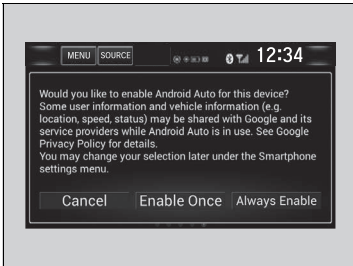 MENU SOURCE 12:34
Would you like to enable Android Auto for this device?
Some user information and vehicle information (e.g.
location, speed, status) may be shared with Google and its
service providers while Android Auto is in use. See Google
Privacy Policy for details.
You may change your selection later under the Smartphone
settings menu.
Cancel Enable Once Always Enable